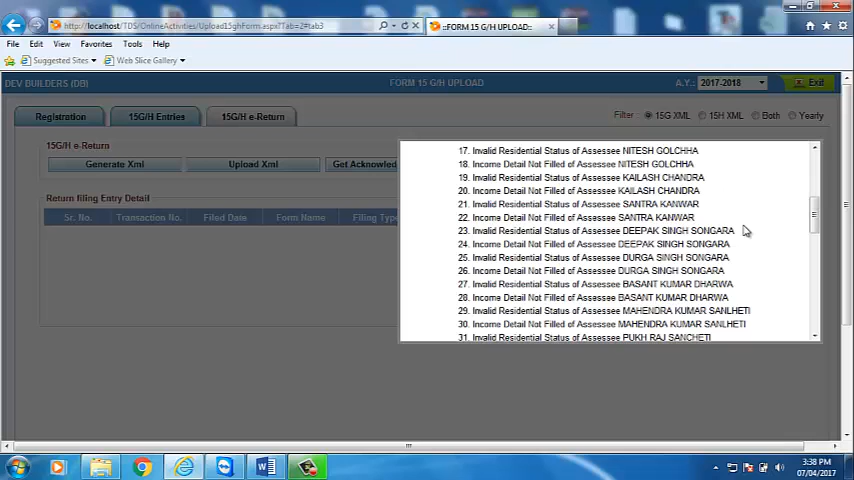 http://localhost/TDS/OnlineActivities/Upload15ghForm.aspx?Tab=2#tab3
::FORM 15 G/H UPLOAD::
File Edit View Favorites Tools Help
Suggested Sites Web Slice Gallery
DEV BUILDERS (DB) FORM 15 G/H UPLOAD A.Y.: 2017-2018 Exit
Registration 15G/H Entries 15G/H e-Return Filter : 15G XML 15H XML Both Yearly
15G/H e-Return
Generate Xml Upload Xml Get Acknowled
Return filing Entry Detail
Sr. No. Transaction No. Filed Date Form Name Filing Type
17. Invalid Residential Status of Assessee NITESH GOLCHHA
18. Income Detail Not Filled of Assessee NITESH GOLCHHA
19. Invalid Residential Status of Assessee KAILASH CHANDRA
20. Income Detail Not Filled of Assessee KAILASH CHANDRA
21. Invalid Residential Status of Assessee SANTRA KANWAR
22. Income Detail Not Filled of Assessee SANTRA KANWAR
23. Invalid Residential Status of Assessee DEEPAK SINGH SONGARA
24. Income Detail Not Filled of Assessee DEEPAK SINGH SONGARA
25. Invalid Residential Status of Assessee DURGA SINGH SONGARA
26. Income Detail Not Filled of Assessee DURGA SINGH SONGARA
27. Invalid Residential Status of Assessee BASANT KUMAR DHARWA
28. Income Detail Not Filled of Assessee BASANT KUMAR DHARWA
29. Invalid Residential Status of Assessee MAHENDRA KUMAR SANLHETI
30. Income Detail Not Filled of Assessee MAHENDRA KUMAR SANLHETI
31. Invalid Residential Status of Assessee PUKH RAJ SANCHETI
3:38 PM
07/04/2017